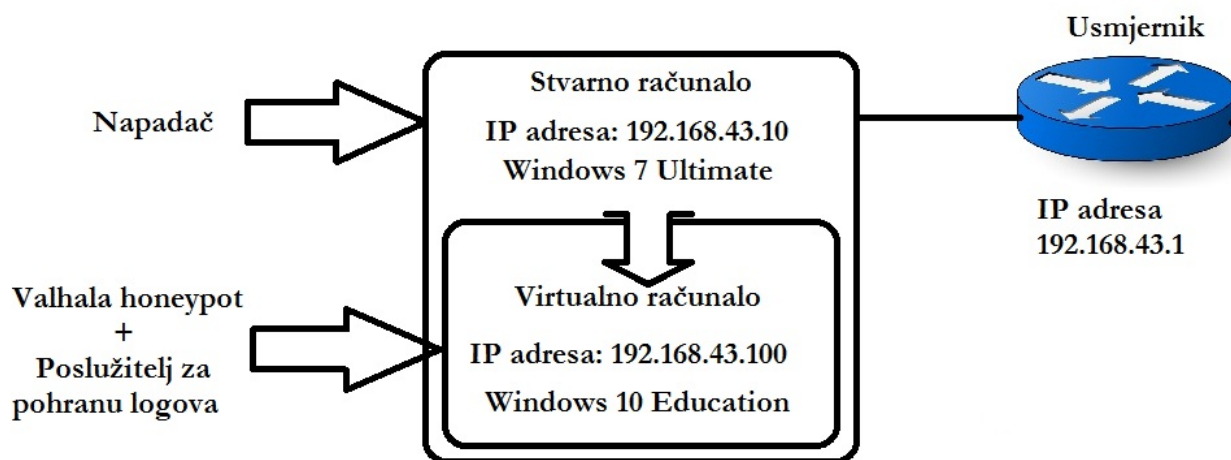 Usmjernik
Stvarno računalo
Napadač
IP adresa: 192.168.43.10
Windows 7 Ultimate
IP adresa
192.168.43.1
Valhala honeypot
+
Poslužitelj za
pohranu logova
Virtualno računalo
IP adresa: 192.168.43.100
Windows 10 Education